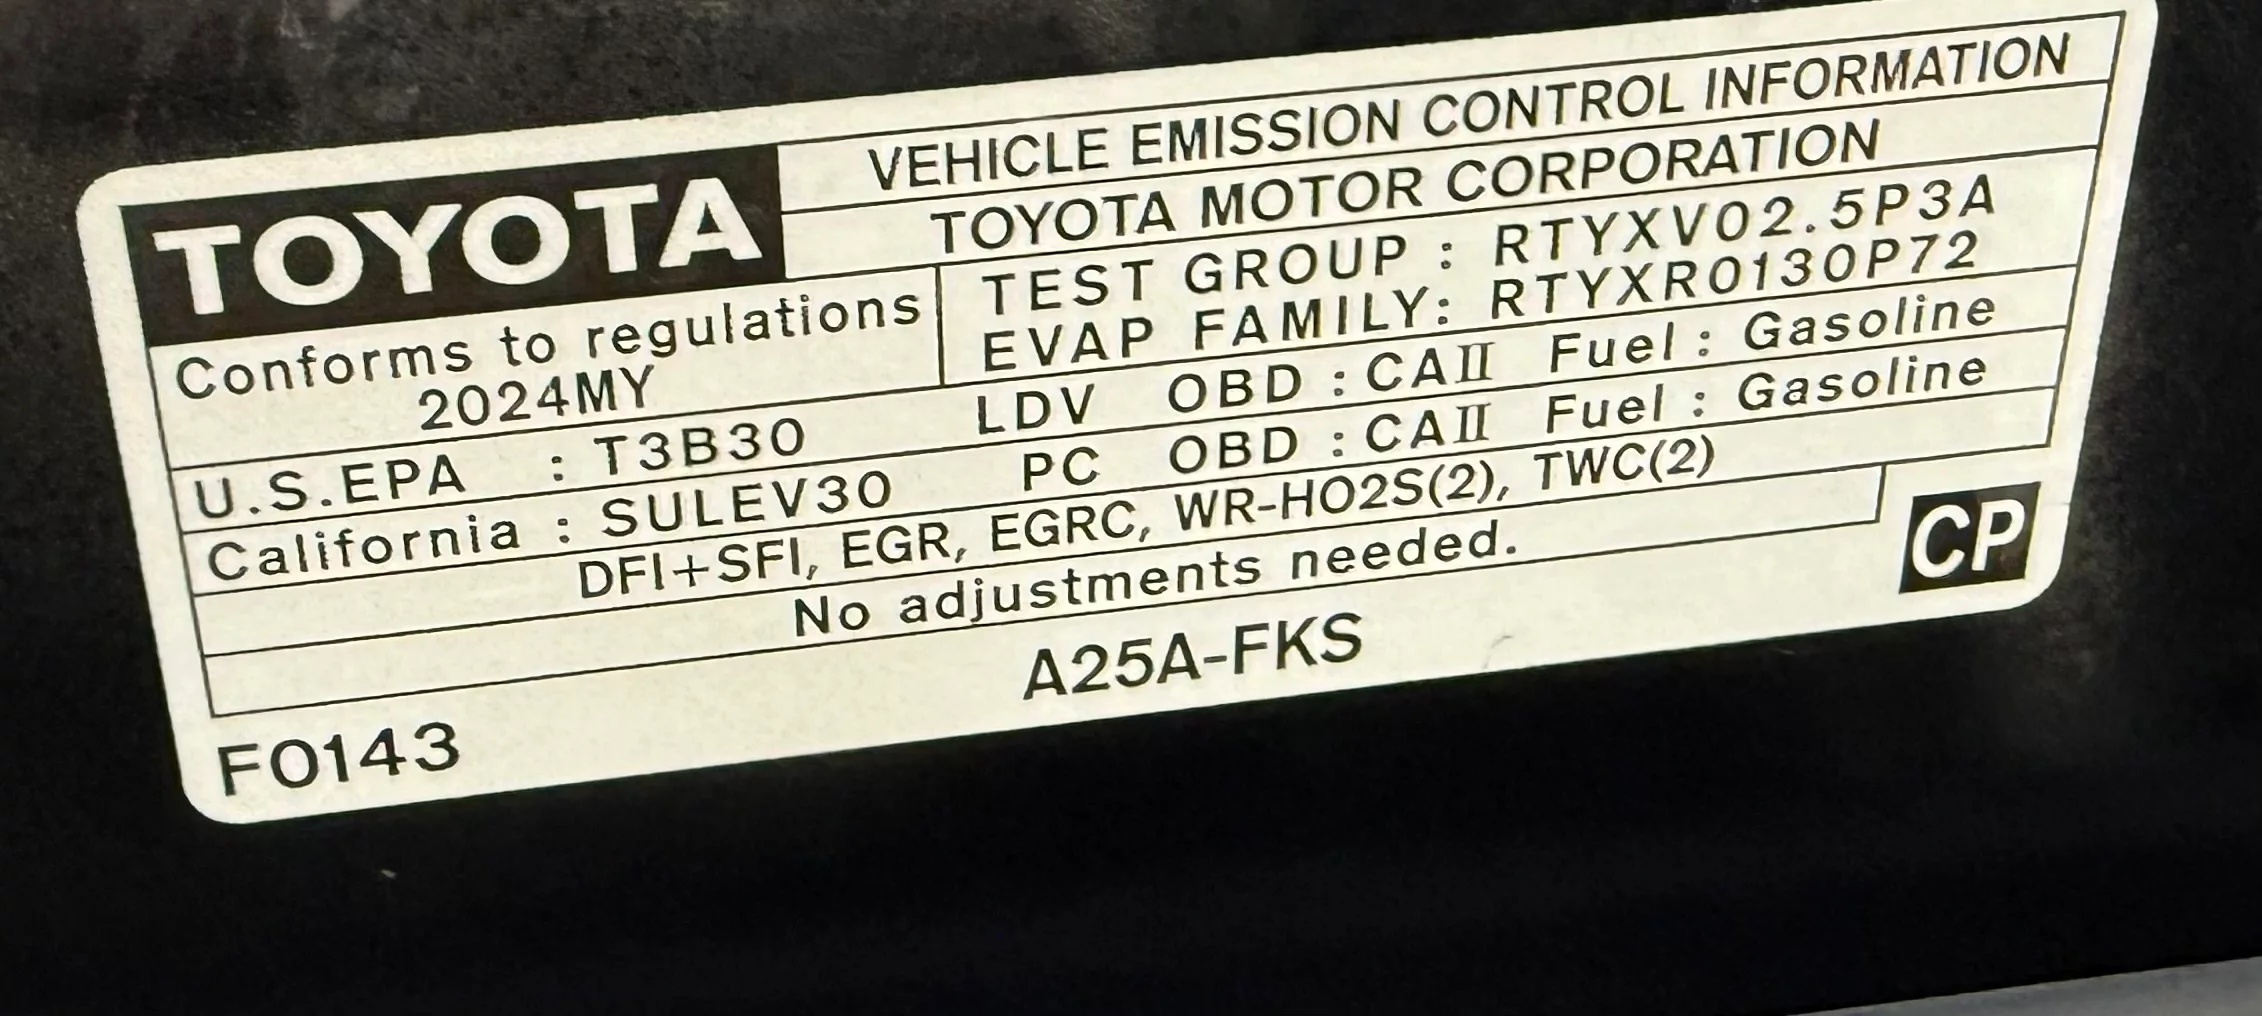 TOYOTA
VEHICLE EMISSION CONTROL INFORMATION
TOYOTA MOTOR CORPORATION
Conforms to regulations
2024MY
TEST GROUP : RTYXV02.5P3A
EVAP FAMILY: RTYXR0130P72
U.S.EPA : T3B30 LDV OBD : CAⅡ Fuel : Gasoline
California : SULEV30 PC OBD : CAⅡ Fuel : Gasoline
DFI+SFI, EGR, EGRC, WR-HO2S(2), TWC(2)
No adjustments needed.
CP
A25A-FKS
F0143